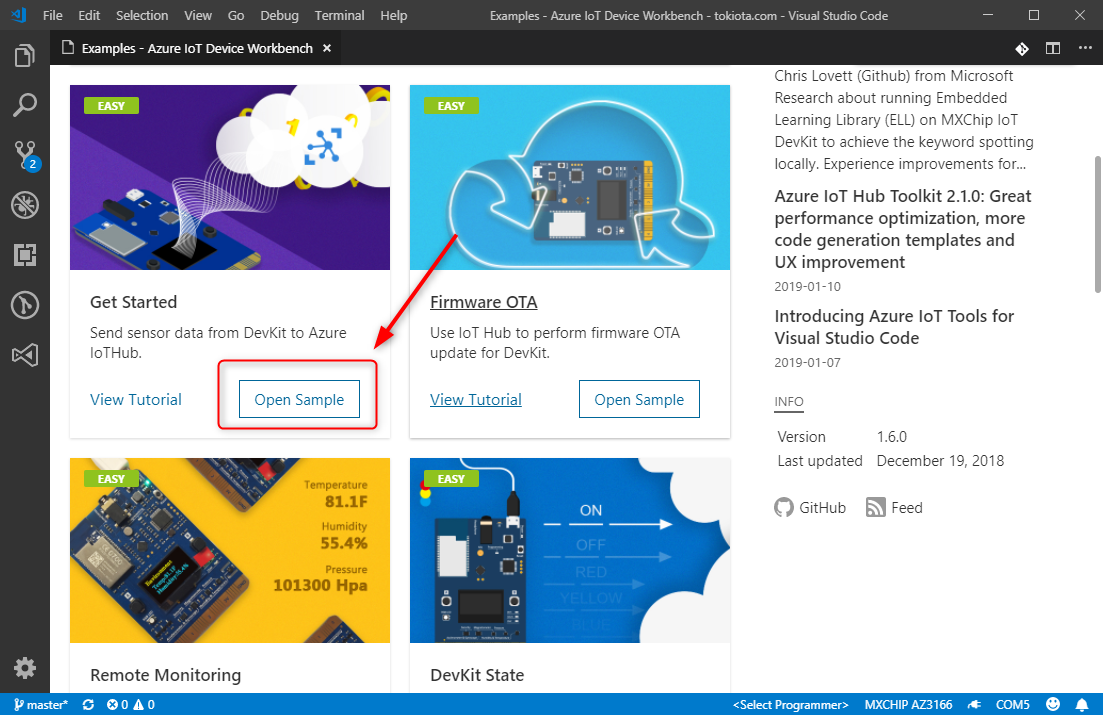 File Edit Selection View Go Debug Terminal Help Examples - Azure IoT Device Workbench - tokiota.com - Visual Studio Code
Examples - Azure IoT Device Workbench
2
EASY
Get Started
Send sensor data from DevKit to Azure
IoTHub.
View Tutorial Open Sample
EASY
Firmware OTA
Use IoT Hub to perform firmware OTA
update for DevKit.
View Tutorial Open Sample
EASY
Temperature
81.1F
Humidity
55.4%
Pressure
101300 Hpa
Remote Monitoring
EASY
ON
OFF
RED
YELLOW
BLUE
DevKit State
Chris Lovett (Github) from Microsoft
Research about running Embedded
Learning Library (ELL) on MXChip IoT
DevKit to achieve the keyword spotting
locally. Experience improvements for...
Azure IoT Hub Toolkit 2.1.0: Great
performance optimization, more
code generation templates and
UX improvement
2019-01-10
Introducing Azure IoT Tools for
Visual Studio Code
2019-01-07
INFO
Version 1.6.0
Last updated December 19, 2018
GitHub Feed
master* 0 0 <Select Programmer> MXCHIP AZ3166 COM5